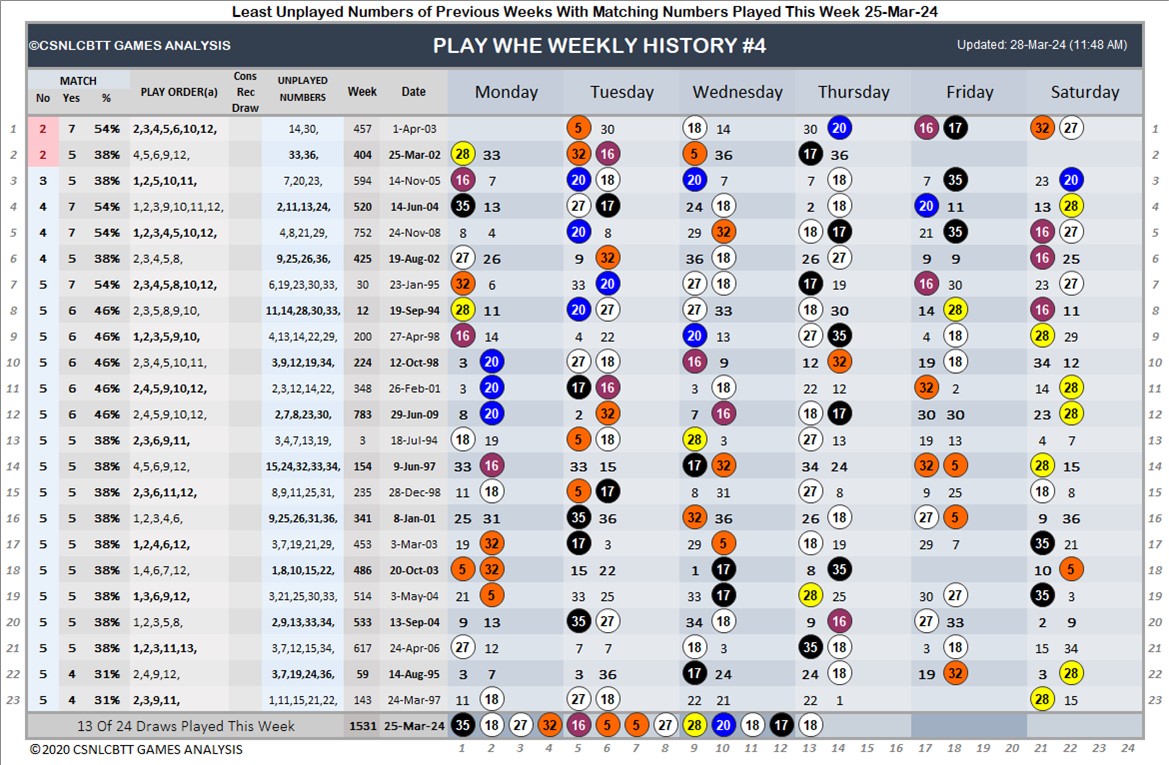 Least Unplayed Numbers of Previous Weeks With Matching Numbers Played This Week 25-Mar-24
©CSNLCBTT GAMES ANALYSIS PLAY WHE WEEKLY HISTORY #4 Updated: 28-Mar-24 (11:48 AM)
MATCH No Yes % PLAY ORDER(a) Cons Rec Draw UNPLAYED NUMBERS Week Date Monday Tuesday Wednesday Thursday Friday Saturday
1 2 7 54% 2,3,4,5,6,10,12, 14,30, 457 1-Apr-03 5 30 18 14 30 20 16 17 32 27 1
2 2 5 38% 4,5,6,9,12, 33,36, 404 25-Mar-02 28 33 32 16 5 36 17 36 2
3 3 5 38% 1,2,5,10,11, 7,20,23, 594 14-Nov-05 16 7 20 18 20 7 7 18 7 35 23 20 3
4 4 7 54% 1,2,3,9,10,11,12, 2,11,13,24, 520 14-Jun-04 35 13 27 17 24 18 2 18 20 11 13 28 4
5 4 7 54% 1,2,3,4,5,10,12, 4,8,21,29, 752 24-Nov-08 8 4 20 8 29 32 18 17 21 35 16 27 5
6 4 5 38% 2,3,4,5,8, 9,25,26,36, 425 19-Aug-02 27 26 9 32 36 18 26 27 9 9 16 25 6
7 5 7 54% 2,3,4,5,8,10,12, 6,19,23,30,33, 30 23-Jan-95 32 6 33 20 27 18 17 19 16 30 23 27 7
8 5 6 46% 2,3,5,8,9,10, 11,14,28,30,33, 12 19-Sep-94 28 11 20 27 27 33 18 30 14 28 16 11 8
9 5 6 46% 1,2,3,5,9,10, 4,13,14,22,29, 200 27-Apr-98 16 14 4 22 20 13 27 35 4 18 28 29 9
10 5 6 46% 2,3,4,5,10,11, 3,9,12,19,34, 224 12-Oct-98 3 20 27 18 16 9 12 32 19 18 34 12 10
11 5 6 46% 2,4,5,9,10,12, 2,3,12,14,22, 348 26-Feb-01 3 20 17 16 3 18 22 12 32 2 14 28 11
12 5 6 46% 2,4,5,9,10,12, 2,7,8,23,30, 783 29-Jun-09 8 20 2 32 7 16 18 17 30 30 23 28 12
13 5 5 38% 2,3,6,9,11, 3,4,7,13,19, 3 18-Jul-94 18 19 5 18 28 3 27 13 19 13 4 7 13
14 5 5 38% 4,5,6,9,12, 15,24,32,33,34, 154 9-Jun-97 33 16 33 15 17 32 34 24 32 5 28 15 14
15 5 5 38% 2,3,6,11,12, 8,9,11,25,31, 235 28-Dec-98 11 18 5 17 8 31 27 8 9 25 18 8 15
16 5 5 38% 1,2,3,4,6, 9,25,26,31,36, 341 8-Jan-01 25 31 35 36 32 36 26 18 27 5 9 36 16
17 5 5 38% 1,2,4,6,12, 3,7,19,21,29, 453 3-Mar-03 19 32 17 3 29 5 18 19 29 7 35 21 17
18 5 5 38% 1,4,6,7,12, 1,8,10,15,22, 486 20-Oct-03 5 32 15 22 1 17 8 35 10 5 18
19 5 5 38% 1,3,6,9,12, 3,21,25,30,33, 514 3-May-04 21 5 33 25 33 17 28 25 30 27 35 3 19
20 5 5 38% 1,2,3,5,8, 2,9,13,33,34, 533 13-Sep-04 9 13 35 27 34 18 9 16 27 33 2 9 20
21 5 5 38% 1,2,3,11,13, 3,7,12,15,34, 617 24-Apr-06 27 12 7 7 18 3 35 18 3 18 15 34 21
22 5 4 31% 2,4,9,12, 3,7,19,24,36, 59 14-Aug-95 3 7 3 36 17 24 24 18 19 32 3 28 22
23 5 4 31% 2,3,9,11, 1,11,15,21,22, 143 24-Mar-97 11 18 27 18 22 21 22 1 28 15 23
13 Of 24 Draws Played This Week 1531 25-Mar-24 35 18 27 32 16 5 5 27 28 20 18 17 18
©2020 CSNLCBTT GAMES ANALYSIS 1 2 3 4 5 6 7 8 9 10 11 12 13 14 15 16 17 18 19 20 21 22 23 24